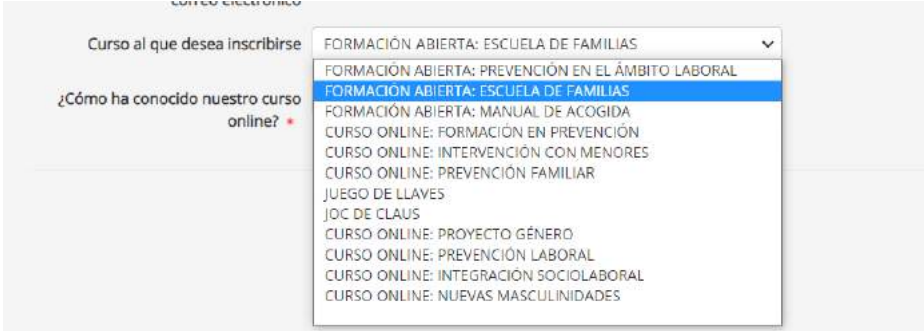 correo electrónico
Curso al que desea inscribirse
FORMACIÓN ABIERTA: ESCUELA DE FAMILIAS
FORMACIÓN ABIERTA: PREVENCIÓN EN EL ÁMBITO LABORAL
FORMACIÓN ABIERTA: ESCUELA DE FAMILIAS
FORMACIÓN ABIERTA: MANUAL DE ACOGIDA
CURSO ONLINE: FORMACIÓN EN PREVENCIÓN
CURSO ONLINE: INTERVENCIÓN CON MENORES
CURSO ONLINE: PREVENCIÓN FAMILIAR
JUEGO DE LLAVES
JOC DE CLAUS
CURSO ONLINE: PROYECTO GÉNERO
CURSO ONLINE: PREVENCIÓN LABORAL
CURSO ONLINE: INTEGRACIÓN SOCIOLABORAL
CURSO ONLINE: NUEVAS MASCULINIDADES
¿Cómo ha conocido nuestro curso
online? *